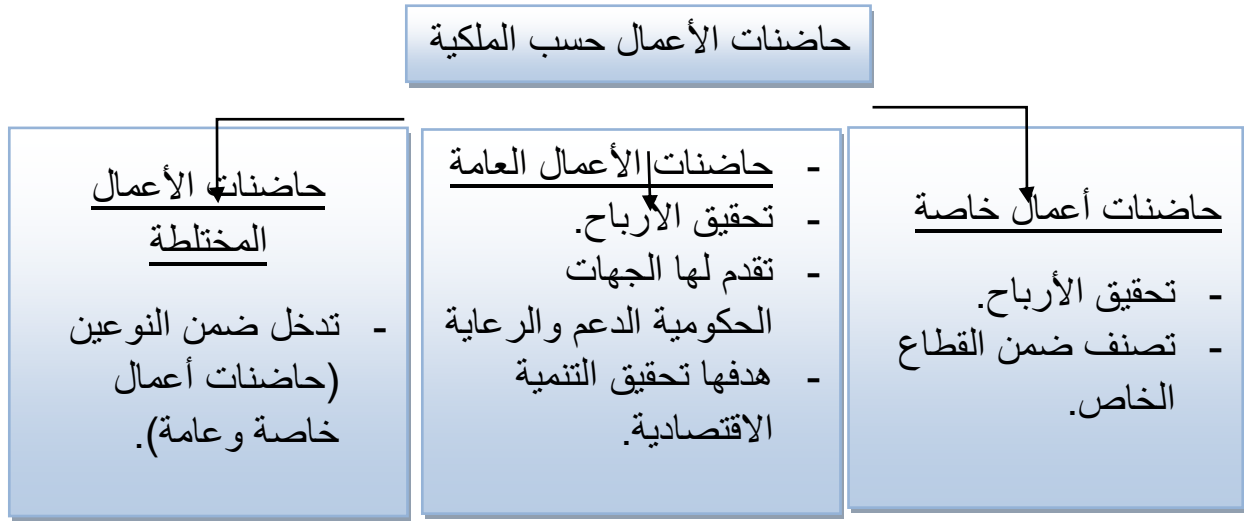 حاضنات الأعمال حسب الملكية
حاضنات أعمال خاصة
- تحقيق الأرباح.
- تصنف ضمن القطاع
الخاص.
- حاضنات الأعمال العامة
- تحقيق الأرباح.
- تقدم لها الجهات
الحكومية الدعم والرعاية
- هدفها تحقيق التنمية
الاقتصادية.
حاضنات الأعمال
المختلطة
- تدخل ضمن النوعين
(حاضنات أعمال
خاصة وعامة).